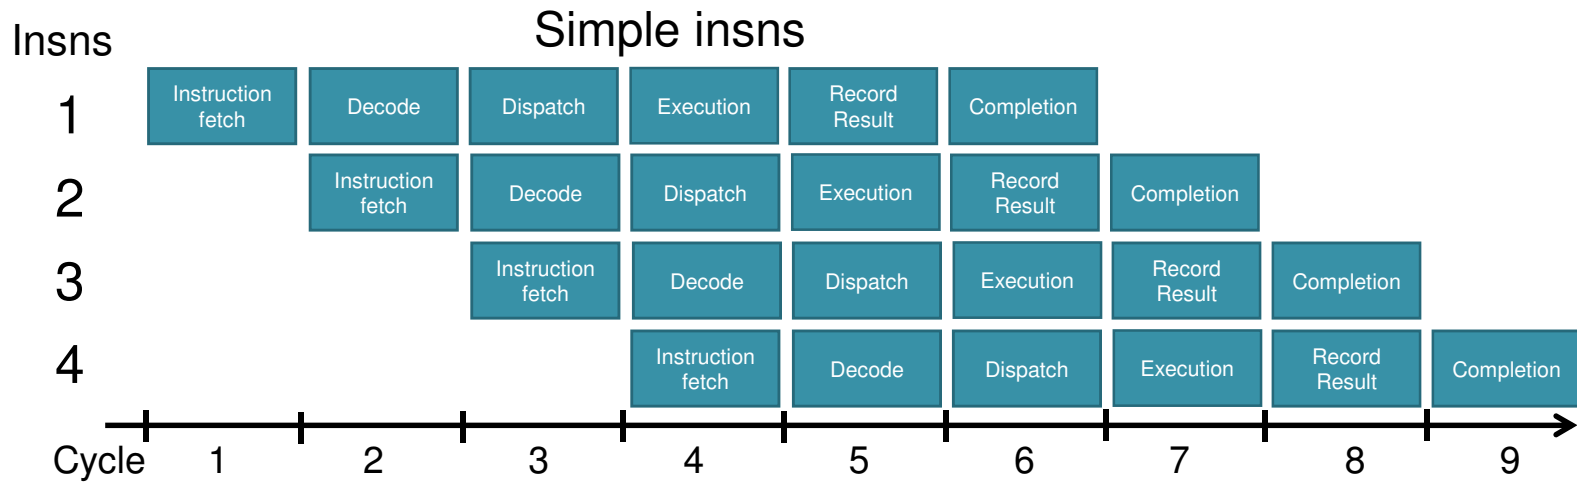 Insns
Simple insns
1
Instruction
fetch
Decode
Dispatch
Execution
Record
Result
Completion
2
Instruction
fetch
Decode
Dispatch
Execution
Record
Result
Completion
3
Instruction
fetch
Decode
Dispatch
Execution
Record
Result
Completion
4
Instruction
fetch
Decode
Dispatch
Execution
Record
Result
Completion
Cycle 1 2 3 4 5 6 7 8 9